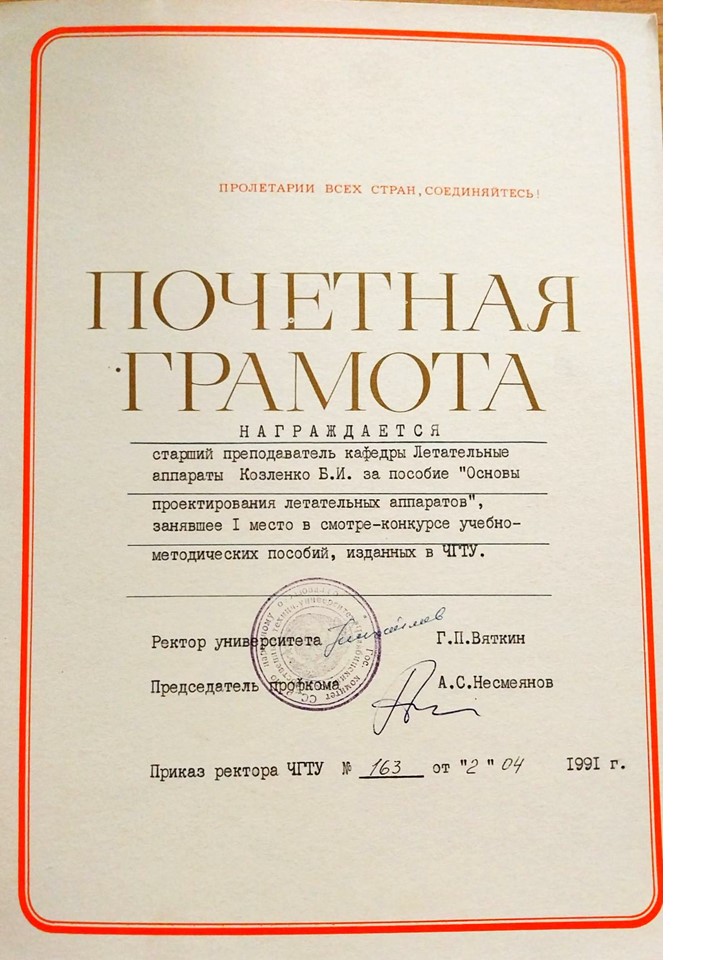 ПРОЛЕТАРИИ ВСЕХ СТРАН, СОЕДИНЯЙТЕСЬ!
ПОЧЕТНАЯ
ГРАМОТА
НАГРАЖДАЕТСЯ
старший преподаватель кафедры Летательные
аппараты Козленко Б.И. за пособие "Основы
проектирования летательных аппаратов",
занявшее I место в смотре-конкурсе учебно-
методических пособий, изданных в ЧГТУ.
Ректор университета Г.П.Вяткин
Председатель профкома А.С.Несмеянов
Приказ ректора ЧГТУ № 163 от "2" 04 1991 г.